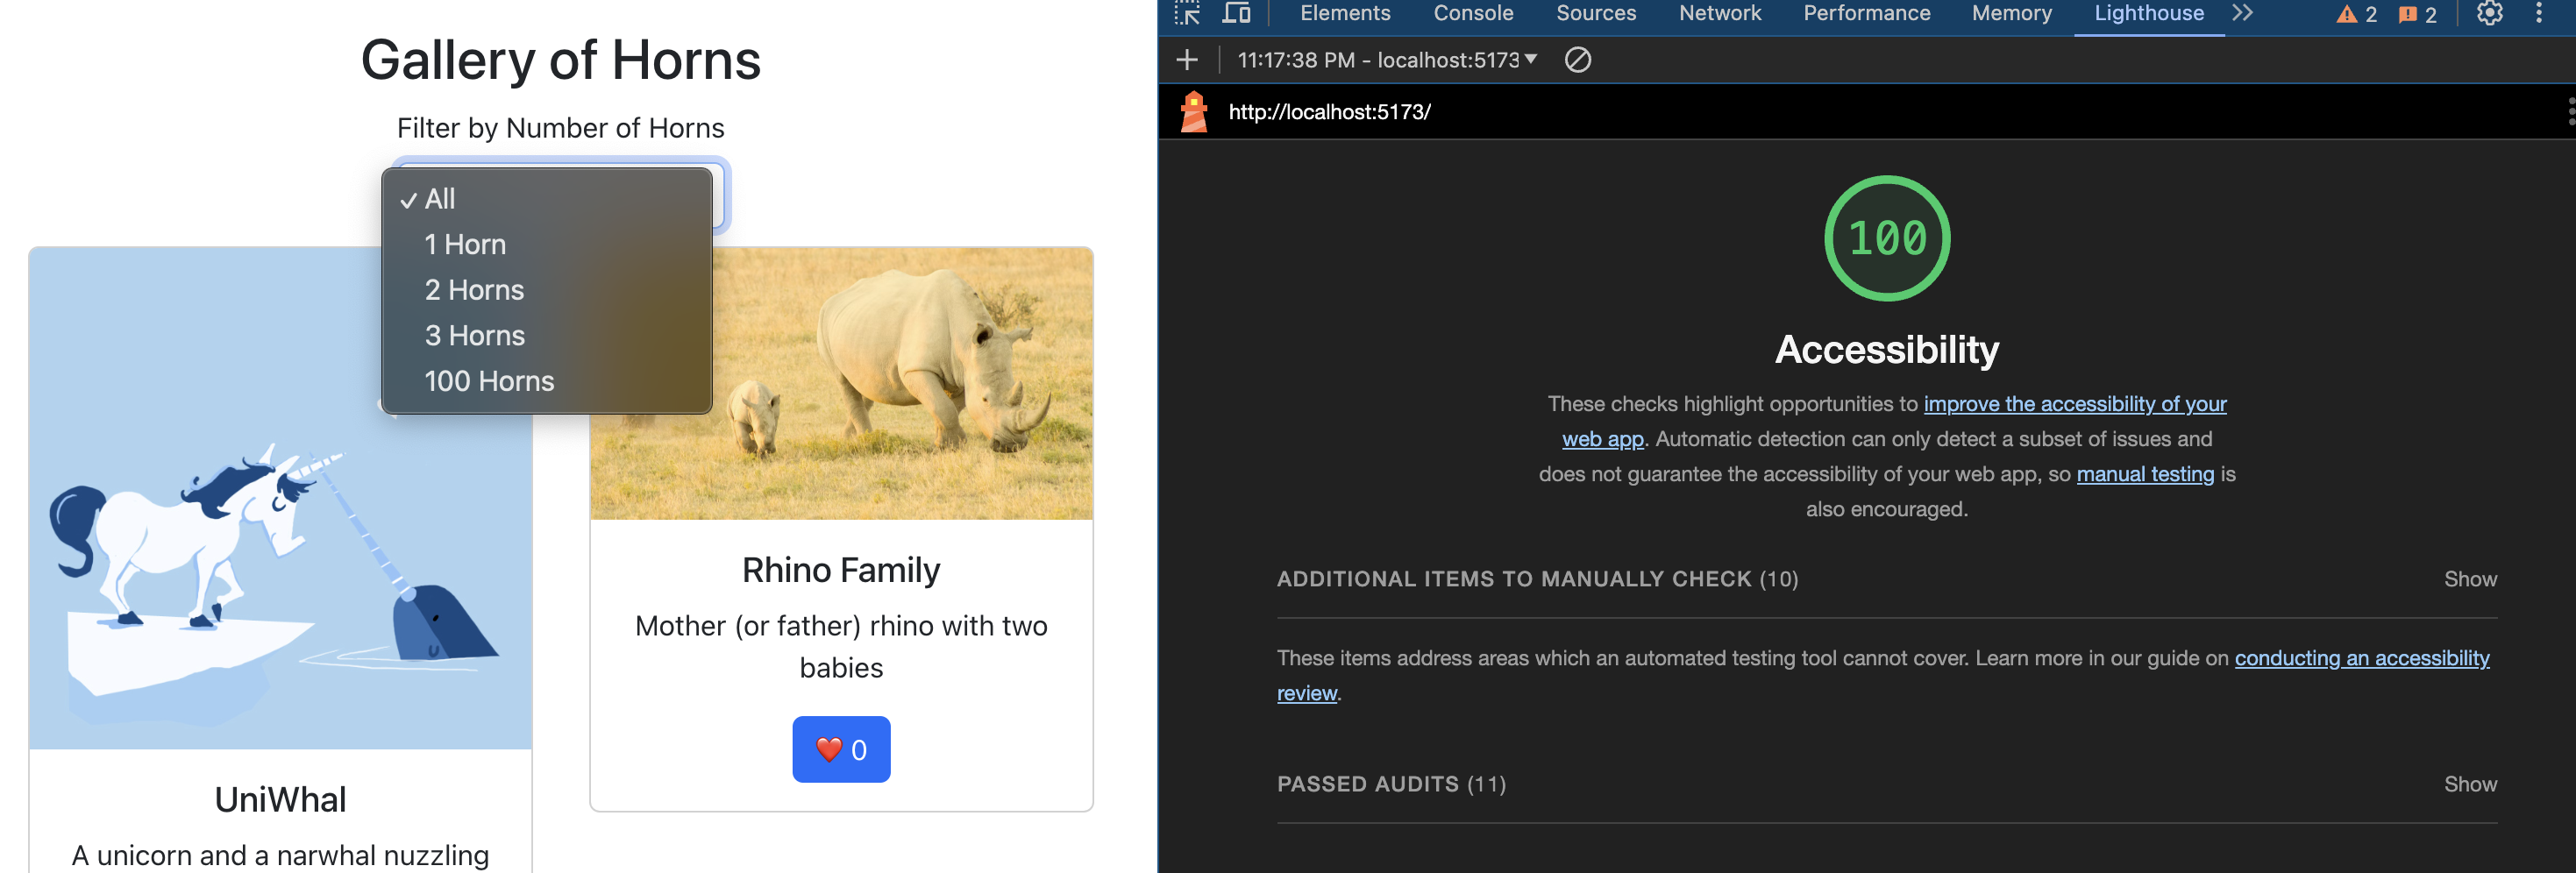 Gallery of Horns
Filter by Number of Horns
✓ All
1 Horn
2 Horns
3 Horns
100 Horns
UniWhal
A unicorn and a narwhal nuzzling
Rhino Family
Mother (or father) rhino with two
babies
❤️ 0
Elements Console Sources Network Performance Memory Lighthouse 2 2
11:17:38 PM - localhost:5173
http://localhost:5173/
100
Accessibility
These checks highlight opportunities to improve the accessibility of your
web app. Automatic detection can only detect a subset of issues and
does not guarantee the accessibility of your web app, so manual testing is
also encouraged.
ADDITIONAL ITEMS TO MANUALLY CHECK (10) Show
These items address areas which an automated testing tool cannot cover. Learn more in our guide on conducting an accessibility
review.
PASSED AUDITS (11) Show